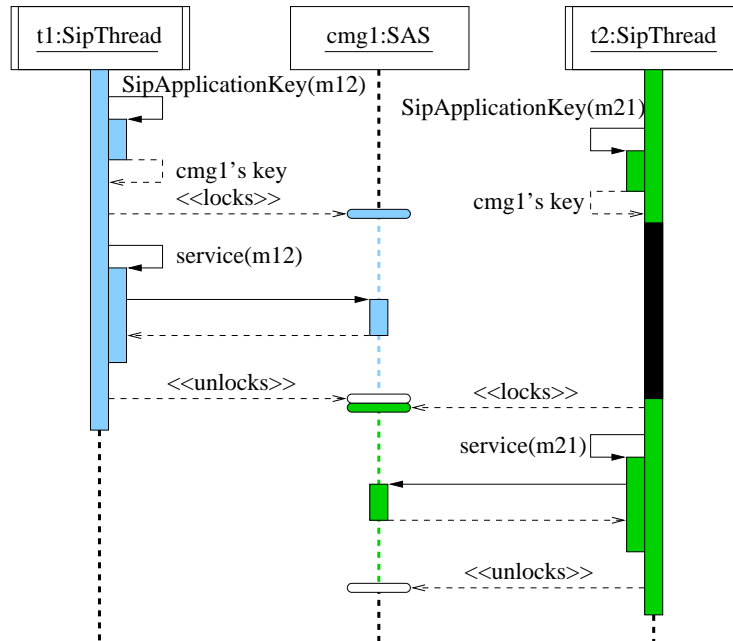 t1:SipThread
cmg1:SAS
t2:SipThread
SipApplicationKey(m12)
SipApplicationKey(m21)
cmg1's key
<<locks>>
cmg1's key
service(m12)
<<unlocks>>
<<locks>>
service(m21)
<<unlocks>>